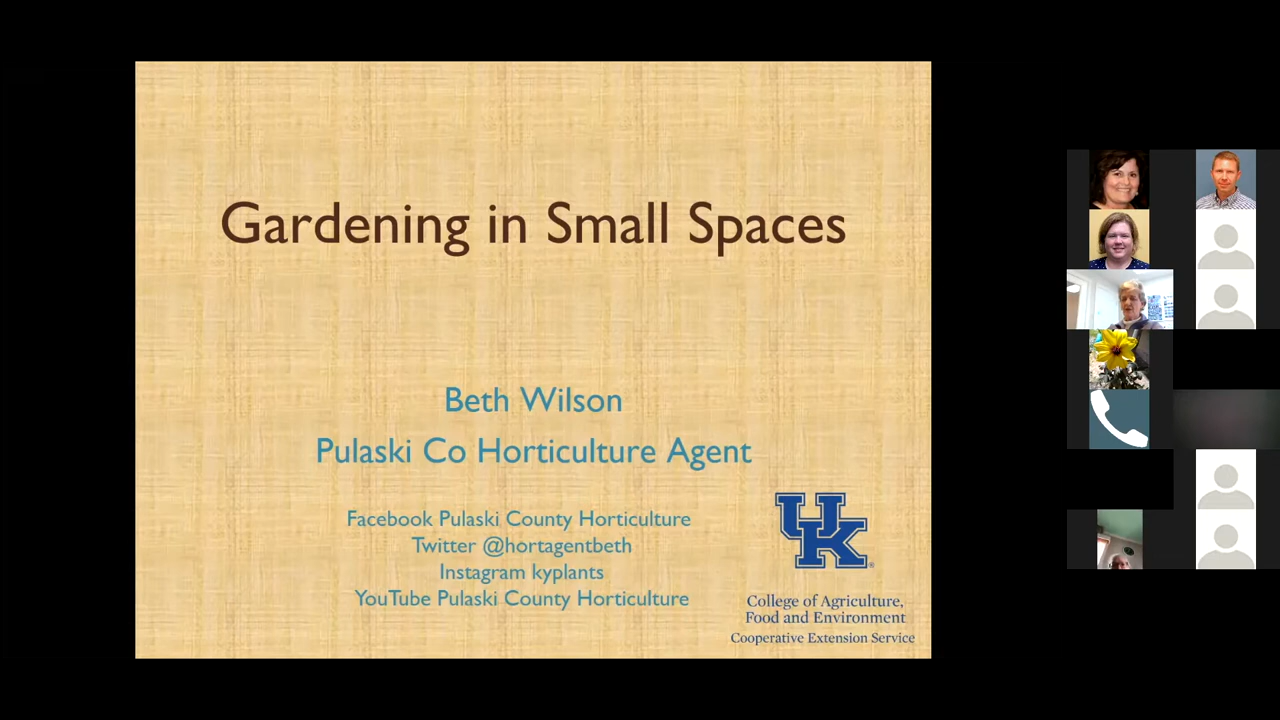 Gardening in Small Spaces
Beth Wilson
Pulaski Co Horticulture Agent
Facebook Pulaski County Horticulture
Twitter @hortagentbeth
Instagram kyplants
YouTube Pulaski County Horticulture
UK
College of Agriculture,
Food and Environment
Cooperative Extension Service